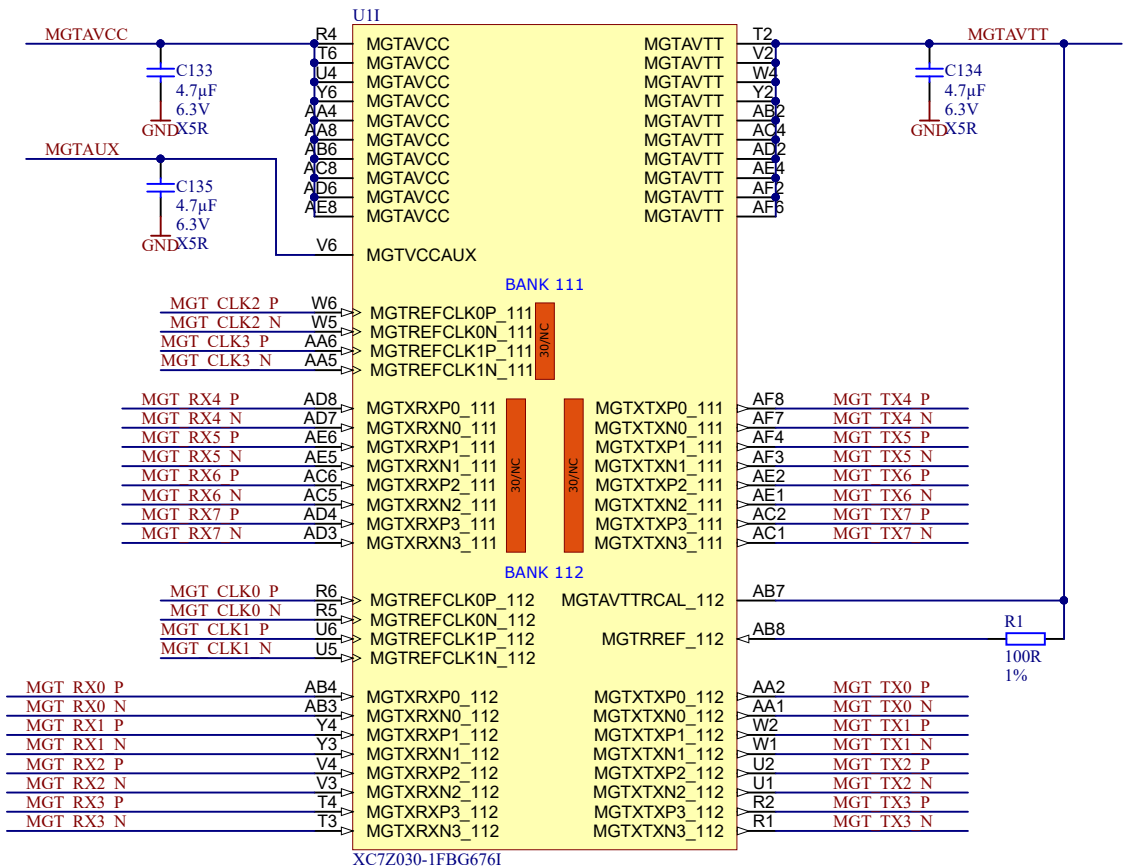 U1I
MGTAVCC R4 MGTAVCC MGTAVTT T2 MGTAVTT
T6 MGTAVCC MGTAVTT V2
C133 U4 MGTAVCC MGTAVTT W4 C134
4.7µF Y6 MGTAVCC MGTAVTT Y2 4.7µF
6.3V AA4 MGTAVCC MGTAVTT AB2 6.3V
GND X5R AA8 MGTAVCC MGTAVTT AC4 GND X5R
MGTAUX AB6 MGTAVCC MGTAVTT AD2
C135 AC8 MGTAVCC MGTAVTT AE4
4.7µF AD6 MGTAVCC MGTAVTT AF2
6.3V AE8 MGTAVCC MGTAVTT AF6
GND X5R
V6 MGTVCCAUX
BANK 111
MGT_CLK2_P W6 MGTREFCLK0P_111
MGT_CLK2_N W5 MGTREFCLK0N_111
MGT_CLK3_P AA6 MGTREFCLK1P_111
MGT_CLK3_N AA5 MGTREFCLK1N_111
30/NC
MGT_RX4_P AD8 MGTXRXP0_111 MGTXTXP0_111 AF8 MGT_TX4_P
MGT_RX4_N AD7 MGTXRXN0_111 MGTXTXN0_111 AF7 MGT_TX4_N
MGT_RX5_P AE6 MGTXRXP1_111 MGTXTXP1_111 AF4 MGT_TX5_P
MGT_RX5_N AE5 MGTXRXN1_111 MGTXTXN1_111 AF3 MGT_TX5_N
MGT_RX6_P AC6 MGTXRXP2_111 MGTXTXP2_111 AE2 MGT_TX6_P
MGT_RX6_N AC5 MGTXRXN2_111 MGTXTXN2_111 AE1 MGT_TX6_N
MGT_RX7_P AD4 MGTXRXP3_111 MGTXTXP3_111 AC2 MGT_TX7_P
MGT_RX7_N AD3 MGTXRXN3_111 MGTXTXN3_111 AC1 MGT_TX7_N
30/NC 30/NC
BANK 112
MGT_CLK0_P R6 MGTREFCLK0P_112 MGTAVTTRCAL_112 AB7
MGT_CLK0_N R5 MGTREFCLK0N_112
MGT_CLK1_P U6 MGTREFCLK1P_112 MGTRREF_112 AB8 R1
MGT_CLK1_N U5 MGTREFCLK1N_112 100R
1%
MGT_RX0_P AB4 MGTXRXP0_112 MGTXTXP0_112 AA2 MGT_TX0_P
MGT_RX0_N AB3 MGTXRXN0_112 MGTXTXN0_112 AA1 MGT_TX0_N
MGT_RX1_P Y4 MGTXRXP1_112 MGTXTXP1_112 W2 MGT_TX1_P
MGT_RX1_N Y3 MGTXRXN1_112 MGTXTXN1_112 W1 MGT_TX1_N
MGT_RX2_P V4 MGTXRXP2_112 MGTXTXP2_112 U2 MGT_TX2_P
MGT_RX2_N V3 MGTXRXN2_112 MGTXTXN2_112 U1 MGT_TX2_N
MGT_RX3_P T4 MGTXRXP3_112 MGTXTXP3_112 R2 MGT_TX3_P
MGT_RX3_N T3 MGTXRXN3_112 MGTXTXN3_112 R1 MGT_TX3_N
XC7Z030-1FBG676I